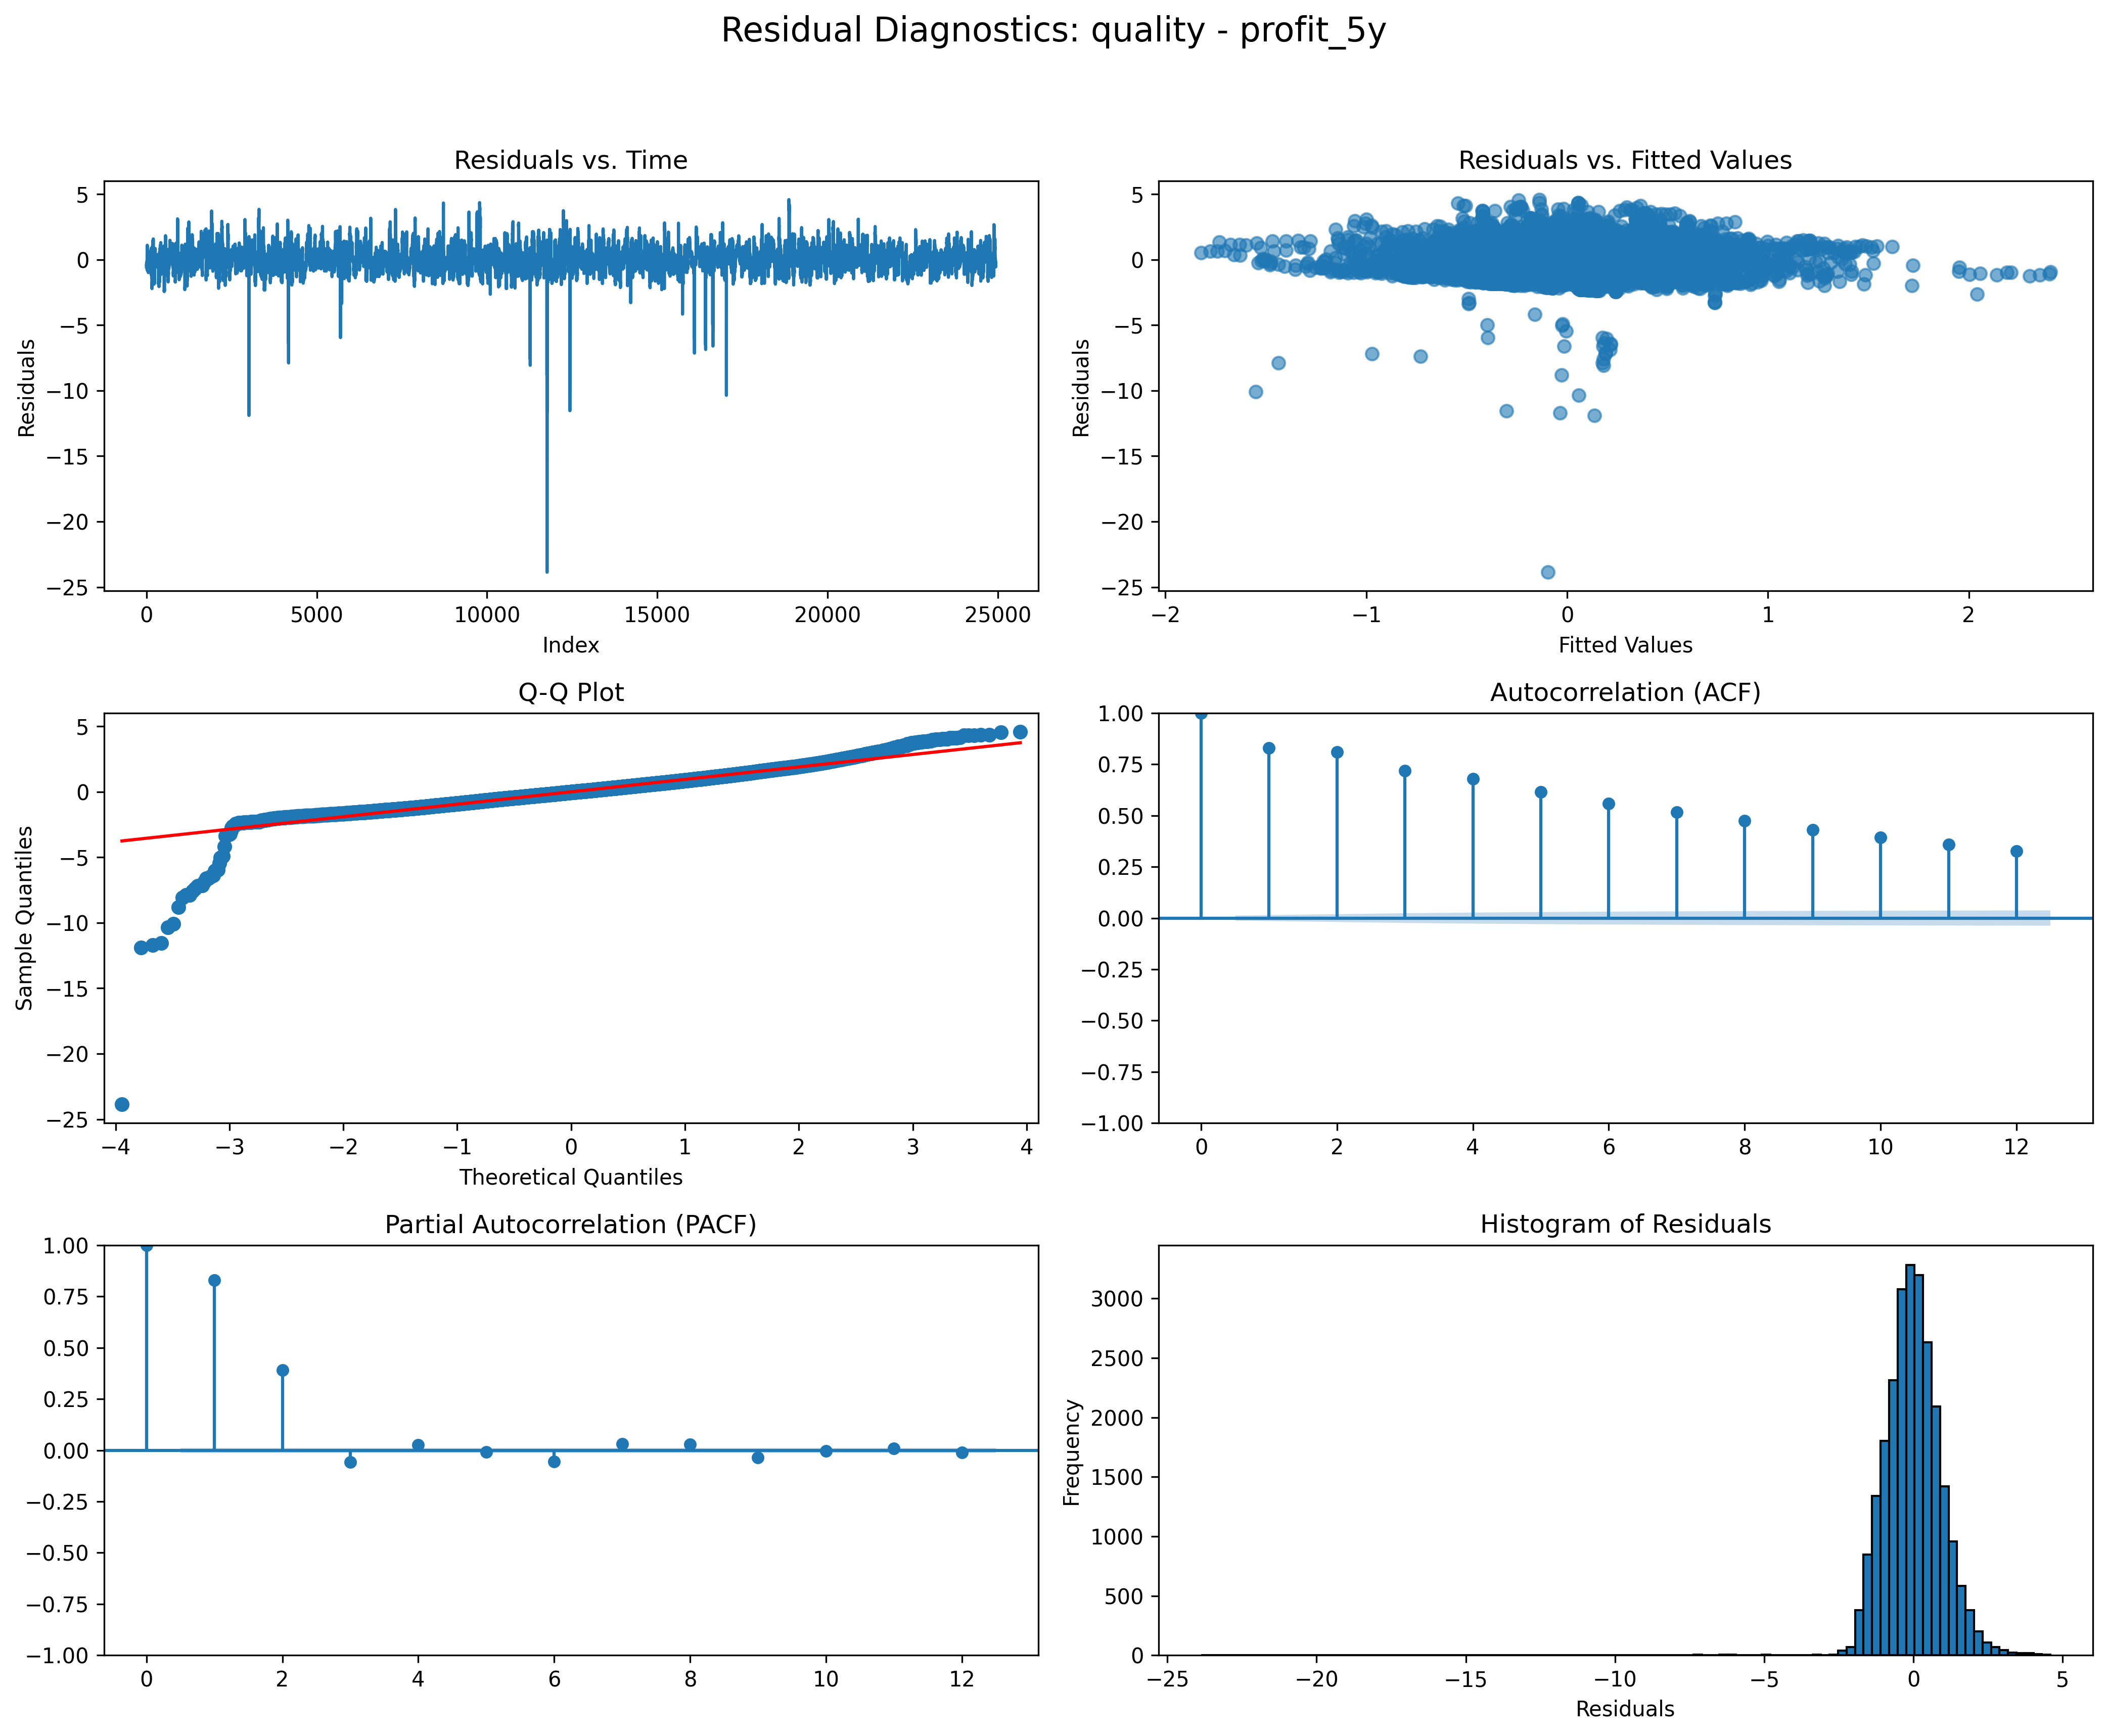 Residual Diagnostics: quality - profit_5y
Residuals vs. Time
5
0
−5
−10
−15
−20
−25
Residuals
0 5000 10000 15000 20000 25000
Index
Residuals vs. Fitted Values
5
0
−5
−10
−15
−20
−25
Residuals
−2 −1 0 1 2
Fitted Values
Q-Q Plot
5
0
−5
−10
−15
−20
−25
Sample Quantiles
−4 −3 −2 −1 0 1 2 3 4
Theoretical Quantiles
Autocorrelation (ACF)
1.00
0.75
0.50
0.25
0.00
−0.25
−0.50
−0.75
−1.00
0 2 4 6 8 10 12
Partial Autocorrelation (PACF)
1.00
0.75
0.50
0.25
0.00
−0.25
−0.50
−0.75
−1.00
0 2 4 6 8 10 12
Histogram of Residuals
3000
2500
2000
1500
1000
500
0
Frequency
−25 −20 −15 −10 −5 0 5
Residuals